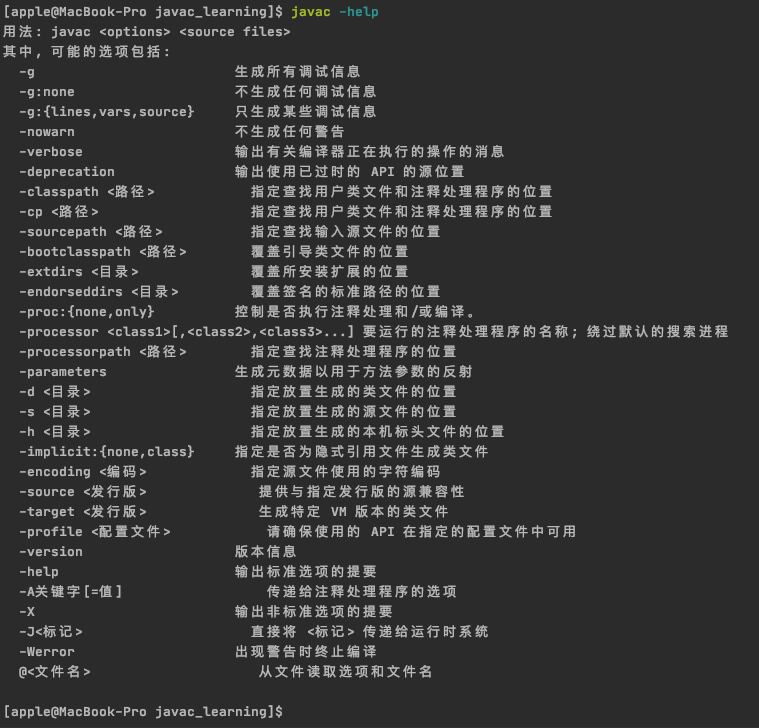 [apple@MacBook-Pro javac_learning]$ javac -help
用法: javac <options> <source files>
其中, 可能的选项包括:
  -g                         生成所有调试信息
  -g:none                    不生成任何调试信息
  -g:{lines,vars,source}     只生成某些调试信息
  -nowarn                    不生成任何警告
  -verbose                   输出有关编译器正在执行的操作的消息
  -deprecation               输出使用已过时的 API 的源位置
  -classpath <路径>            指定查找用户类文件和注释处理程序的位置
  -cp <路径>                   指定查找用户类文件和注释处理程序的位置
  -sourcepath <路径>           指定查找输入源文件的位置
  -bootclasspath <路径>        覆盖引导类文件的位置
  -extdirs <目录>              覆盖所安装扩展的位置
  -endorseddirs <目录>         覆盖签名的标准路径的位置
  -proc:{none,only}          控制是否执行注释处理和/或编译。
  -processor <class1>[,<class2>,<class3>...] 要运行的注释处理程序的名称; 绕过默认的搜索进程
  -processorpath <路径>        指定查找注释处理程序的位置
  -parameters                生成元数据以用于方法参数的反射
  -d <目录>                    指定放置生成的类文件的位置
  -s <目录>                    指定放置生成的源文件的位置
  -h <目录>                    指定放置生成的本机标头文件的位置
  -implicit:{none,class}     指定是否为隐式引用文件生成类文件
  -encoding <编码>             指定源文件使用的字符编码
  -source <发行版>              提供与指定发行版的源兼容性
  -target <发行版>              生成特定 VM 版本的类文件
  -profile <配置文件>            请确保使用的 API 在指定的配置文件中可用
  -version                   版本信息
  -help                      输出标准选项的提要
  -A关键字[=值]                  传递给注释处理程序的选项
  -X                         输出非标准选项的提要
  -J<标记>                     直接将 <标记> 传递给运行时系统
  -Werror                    出现警告时终止编译
  @<文件名>                     从文件读取选项和文件名
[apple@MacBook-Pro javac_learning]$